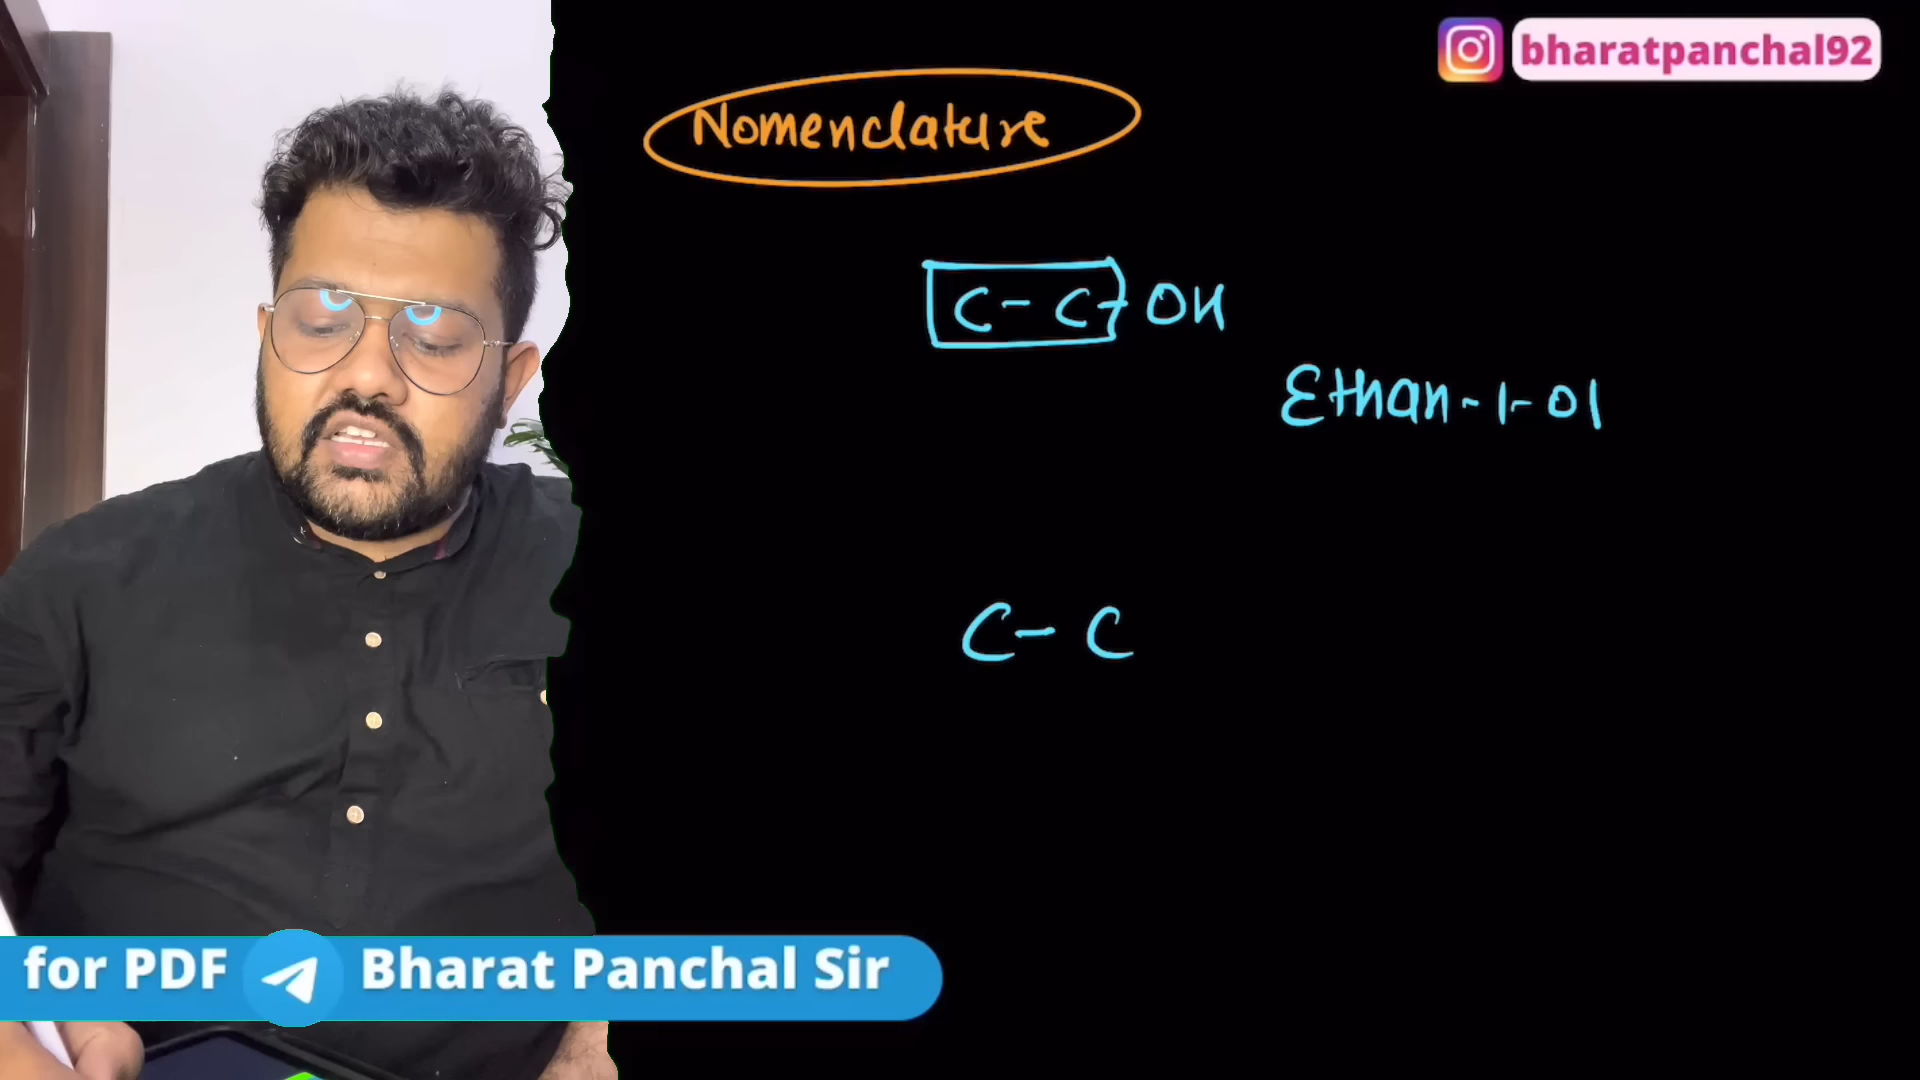 bharatpanchal92
Nomenclature
C - C - OH
Ethan-1-ol
C - C
for PDF Bharat Panchal Sir